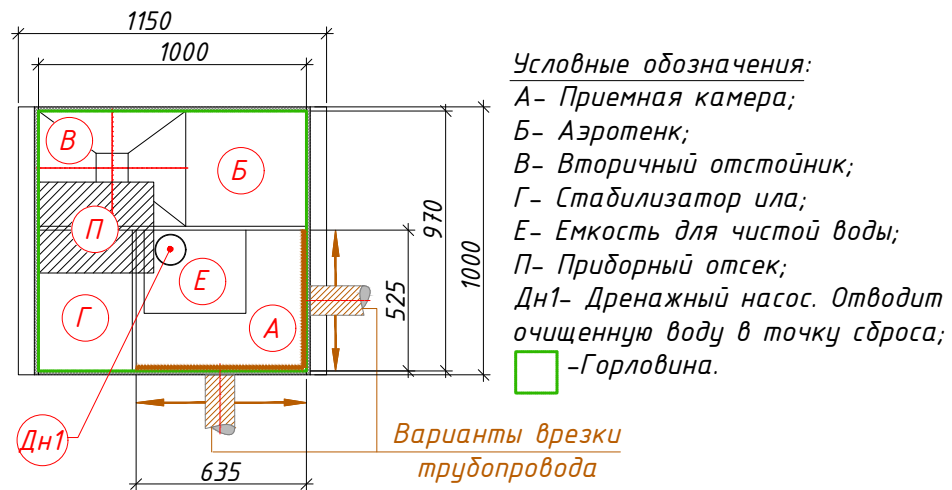 1150
1000
Условные обозначения:
А- Приемная камера;
Б- Аэротенк;
В- Вторичный отстойник;
Г- Стабилизатор ила;
Е- Емкость для чистой воды;
П- Приборный отсек;
Дн1- Дренажный насос. Отводит
очищенную воду в точку сброса;
-Горловина.
В
Б
П
Е
Г
А
525
970
1000
Дн1
Варианты врезки
трубопровода
635